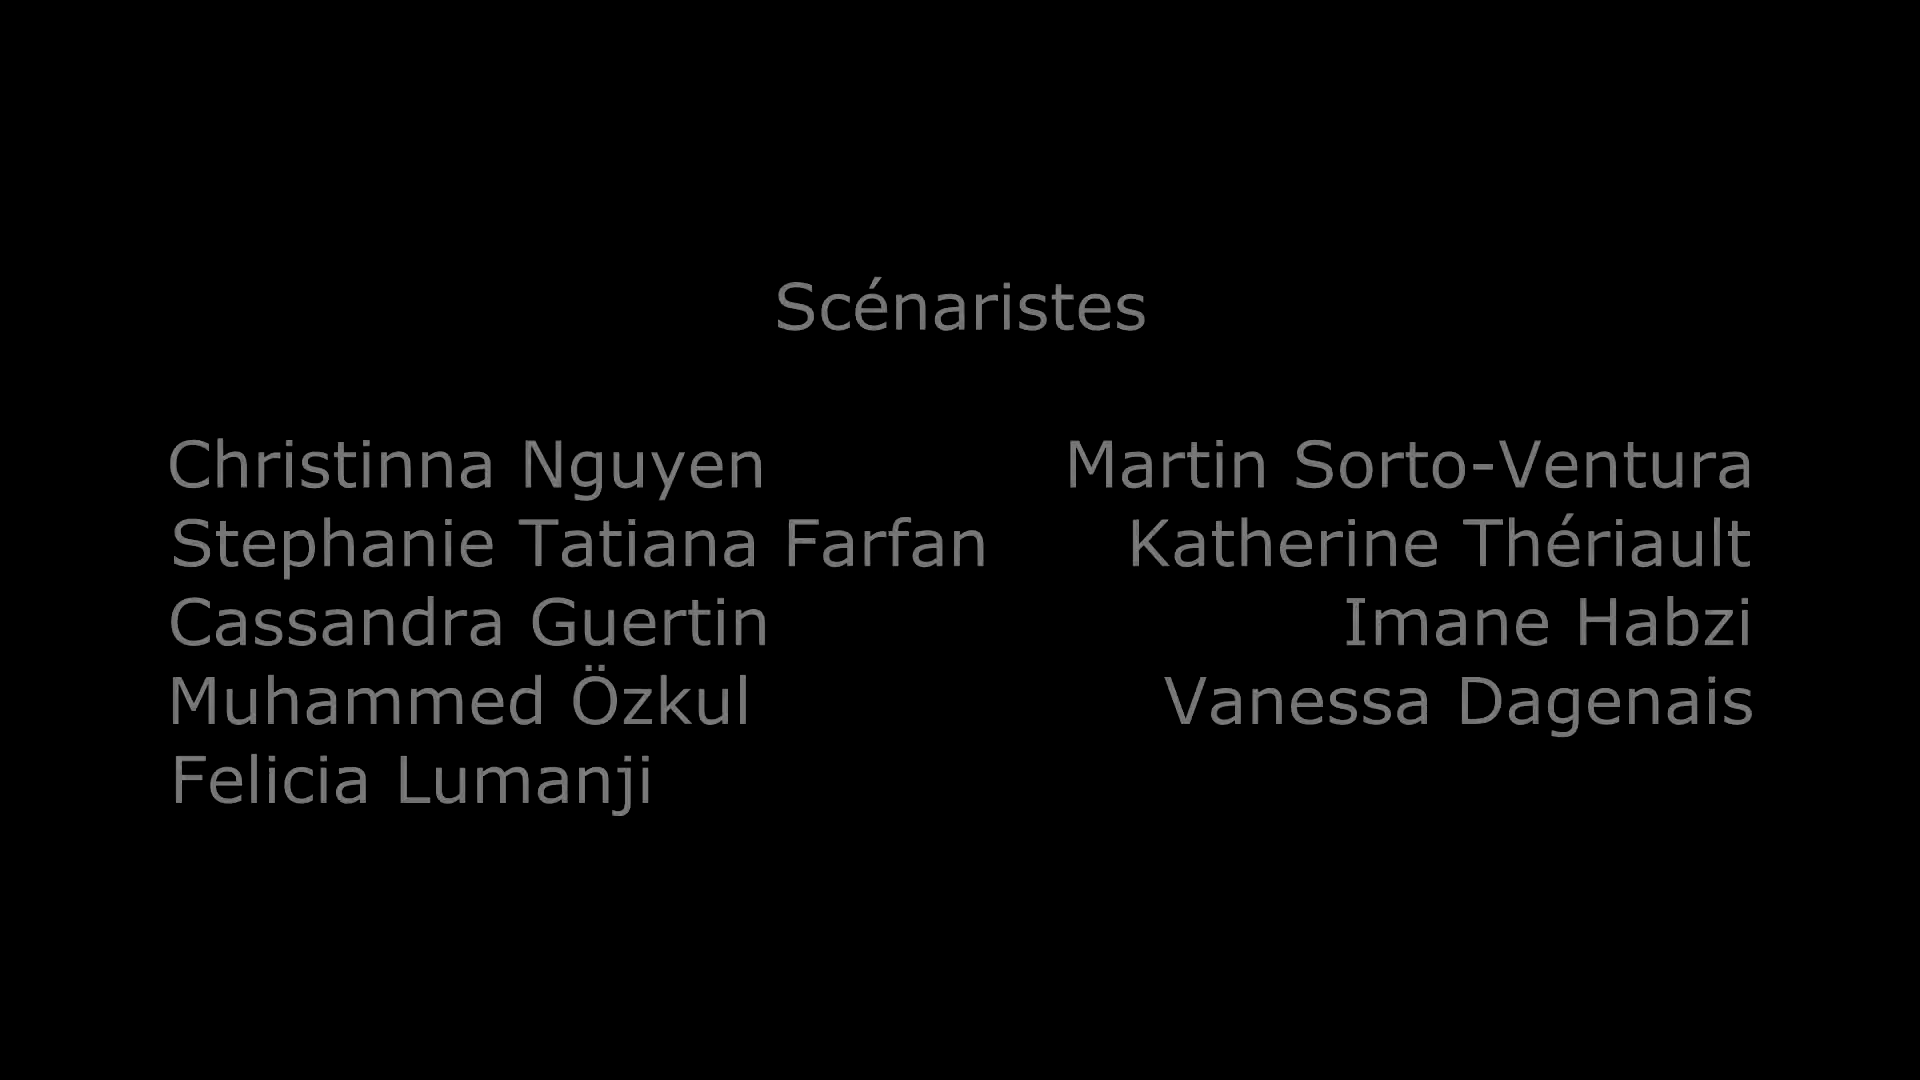 Scénaristes
Christinna Nguyen
Stephanie Tatiana Farfan
Cassandra Guertin
Muhammed Özkul
Felicia Lumanji
Martin Sorto-Ventura
Katherine Thériault
Imane Habzi
Vanessa Dagenais